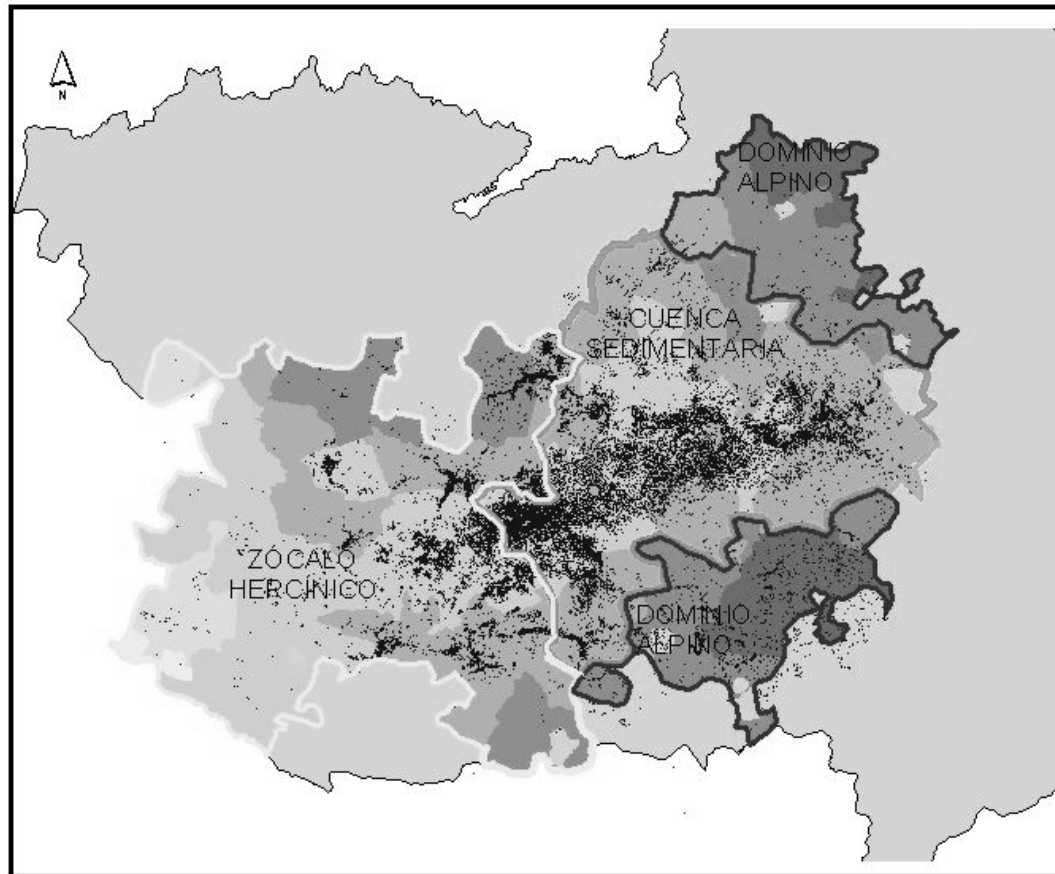 N
DOMINIO
ALPINO
CUENCA
SEDIMENTARIA
ZÓCALO
HERCÍNICO
DOMINIO
ALPINO